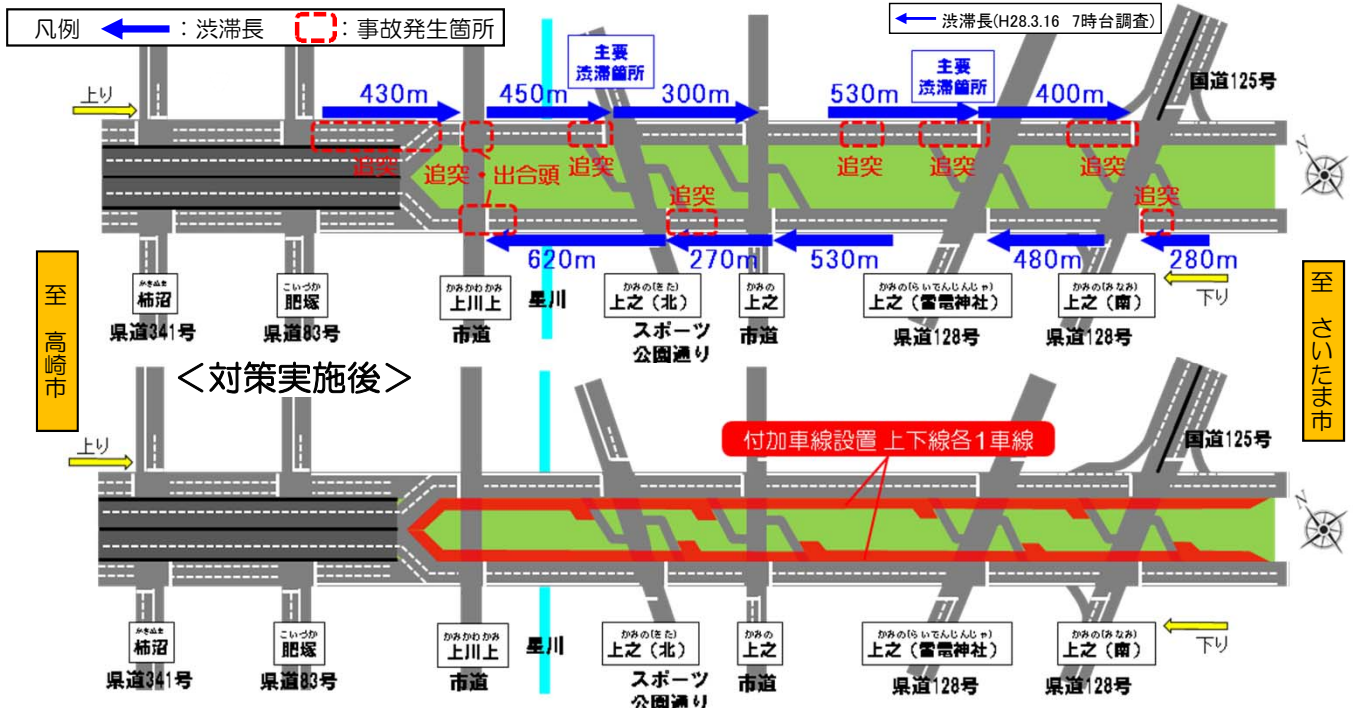 凡例 ：渋滞長 ：事故発生箇所
渋滞長(H28.3.16 7時台調査)
主要
渋滞箇所
主要
渋滞箇所
国道125号
上り
430m
450m
300m
530m
400m
追突
追突・出合頭
追突
追突
追突
追突
追突
追突
N
620m
270m
530m
480m
280m
下り
至 高崎市
至 さいたま市
かきぬま
柿沼
県道341号
こいづか
肥塚
県道83号
かみかわかみ
上川上
市道
星川
かみの(きた)
上之（北）
スポーツ
公園通り
かみの
上之
市道
かみの(らいでんじんじゃ)
上之（雷電神社）
県道128号
かみの(みなみ)
上之（南）
県道128号
＜対策実施後＞
付加車線設置 上下線各1車線
国道125号
上り
N
下り
かきぬま
柿沼
県道341号
こいづか
肥塚
県道83号
かみかわかみ
上川上
市道
星川
かみの(きた)
上之（北）
スポーツ
公園通り
かみの
上之
市道
かみの(らいでんじんじゃ)
上之（雷電神社）
県道128号
かみの(みなみ)
上之（南）
県道128号